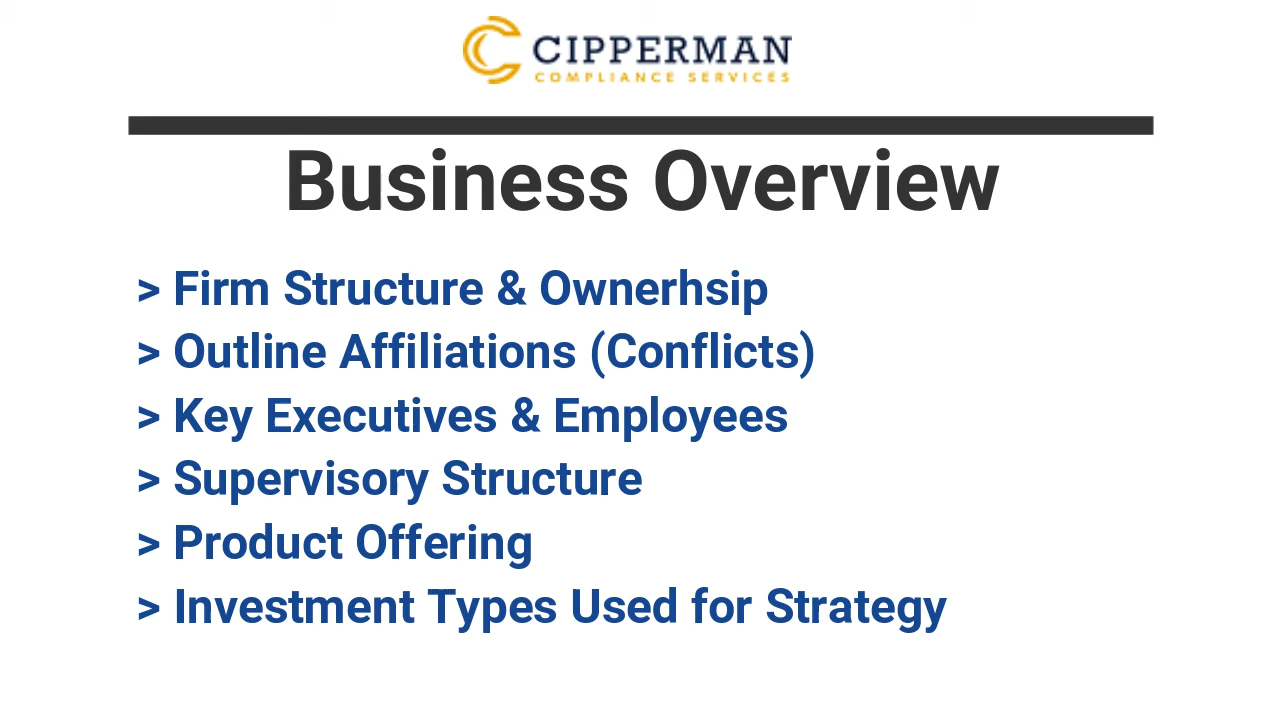 CIPPERMAN
COMPLIANCE SERVICES
Business Overview
> Firm Structure & Ownerhsip
> Outline Affiliations (Conflicts)
> Key Executives & Employees
> Supervisory Structure
> Product Offering
> Investment Types Used for Strategy